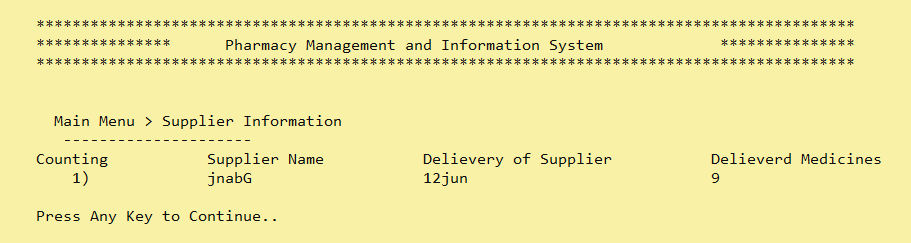 *******************************************************************************************
***************      Pharmacy Management and Information System             ***************
*******************************************************************************************
Main Menu > Supplier Information
---------------------
Counting           Supplier Name           Delievery of Supplier           Delieverd Medicines
1)             jnabG                   12jun                           9
Press Any Key to Continue..